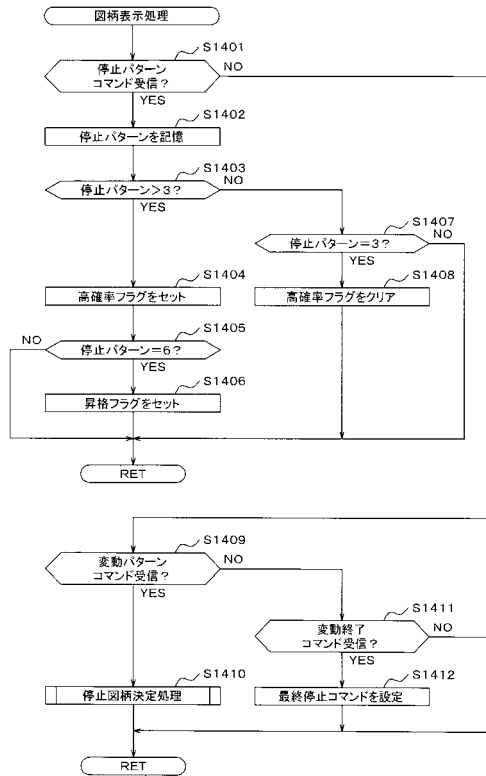 図柄表示処理
S1401
停止パターン
コマンド受信？
NO
YES
S1402
停止パターンを記憶
S1403
停止パターン>3？
NO
YES
S1407
停止パターン=3？
NO
YES
S1404
高確率フラグをセット
S1408
高確率フラグをクリア
S1405
NO
停止パターン=6？
YES
S1406
昇格フラグをセット
RET
S1409
変動パターン
コマンド受信？
NO
YES
S1411
変動終了
コマンド受信？
NO
YES
S1410
停止図柄決定処理
S1412
最終停止コマンドを設定
RET